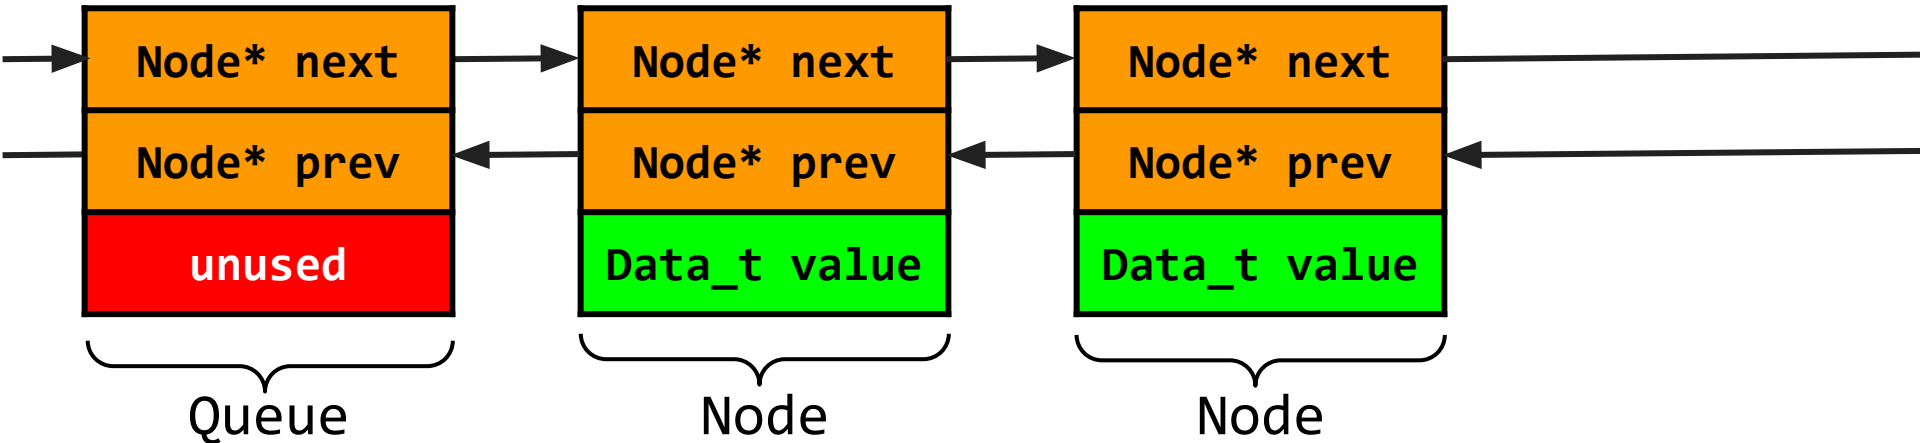 Node* next
Node* next
Node* next
Node* prev
Node* prev
Node* prev
unused
Data_t value
Data_t value
Queue
Node
Node